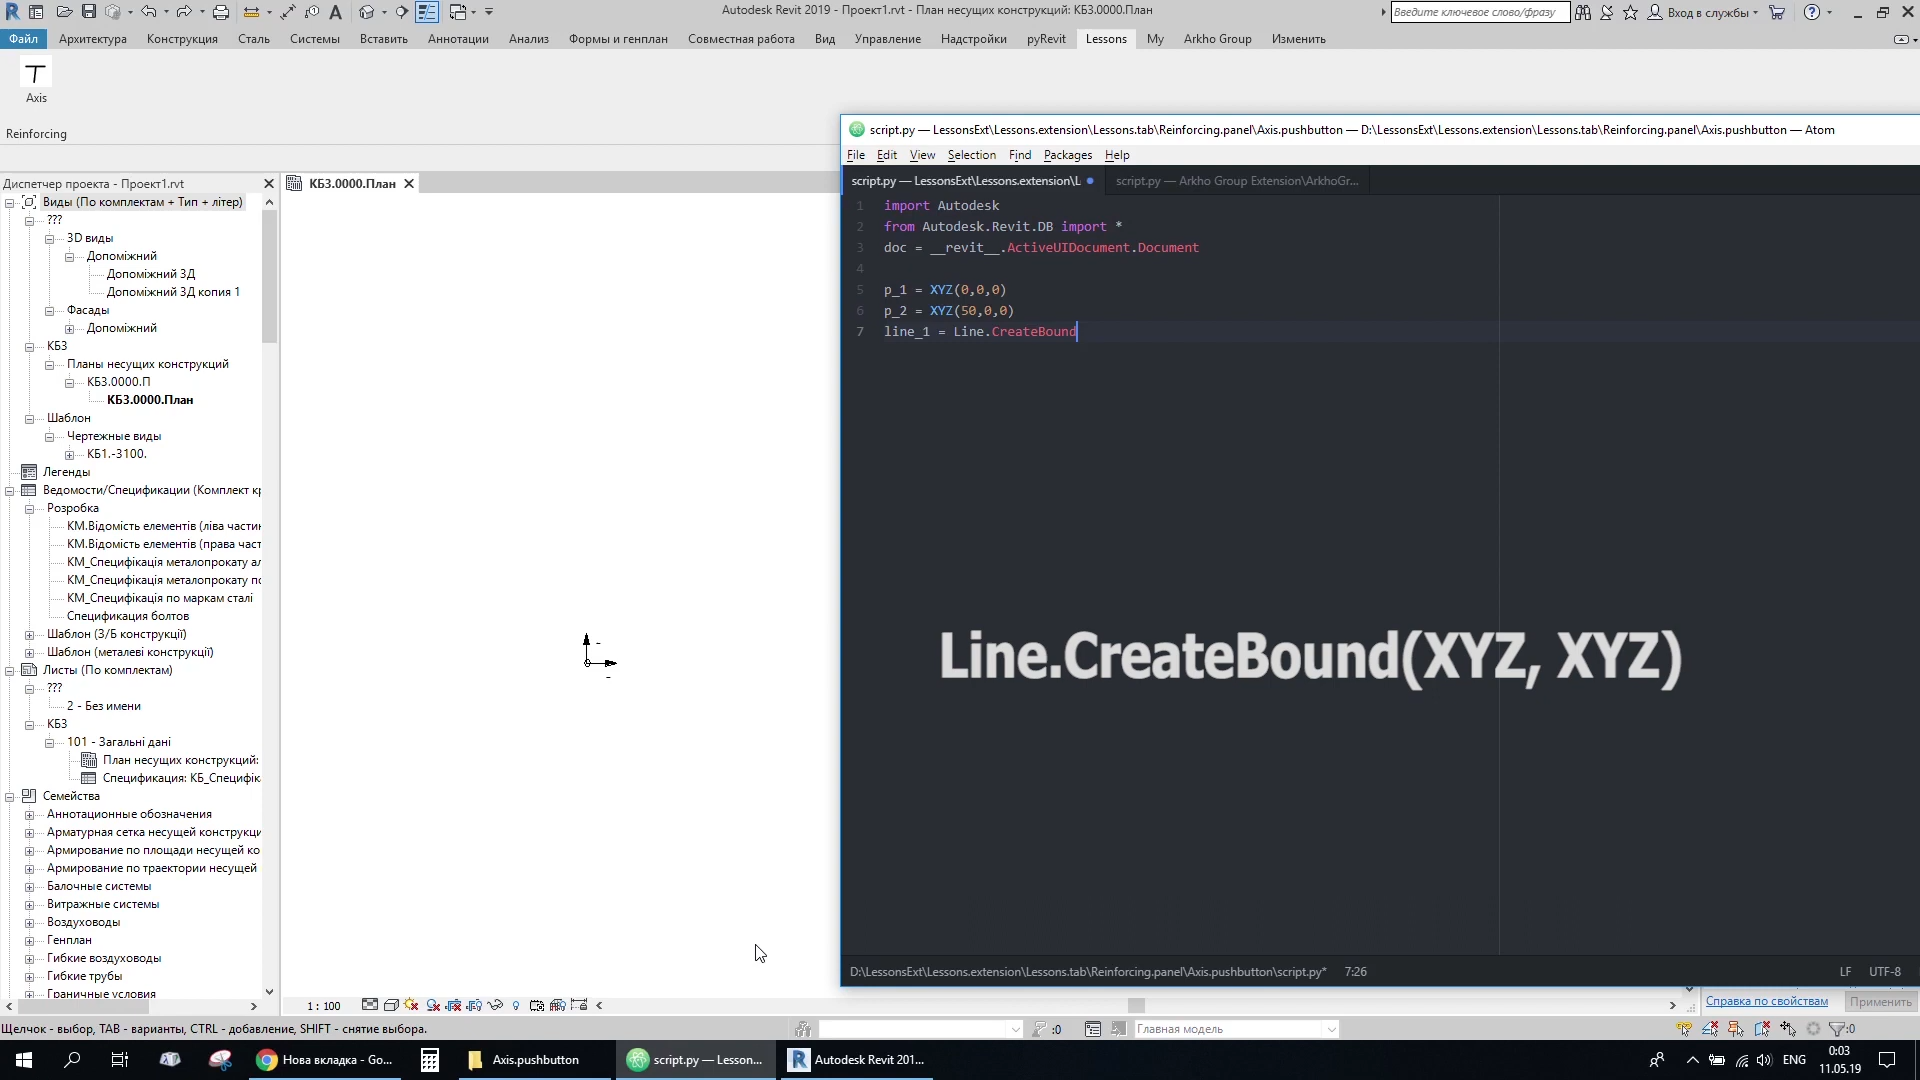 Autodesk Revit 2019 - Проект1.rvt - План несущих конструкций: КБЗ.0000.План
Введите ключевое слово/фразу
Вход в службы
Файл Архитектура Конструкция Сталь Системы Вставить Аннотации Анализ Формы и генплан Совместная работа Вид Управление Надстройки pyRevit Lessons My Arkho Group Изменить
Axis
Reinforcing
Диспетчер проекта - Проект1.rvt
КБЗ.0000.План
Виды (По комплектам + Тип + літер)
???
3D виды
Допоміжний
Допоміжний 3Д
Допоміжний 3Д копия 1
Фасады
Допоміжний
КБЗ
Планы несущих конструкций
КБЗ.0000.П
КБЗ.0000.План
Шаблон
Чертежные виды
КБ1.-3100.
Легенды
Ведомости/Спецификации (Комплект кр
Розробка
КМ.Відомість елементів (ліва частин
КМ.Відомість елементів (права част
КМ_Специфікація металопрокату ал
КМ_Специфікація металопрокату по
КМ_Специфікація по маркам сталі
Спецификация болтов
Шаблон (З/Б конструкції)
Шаблон (металеві конструкції)
Листы (По комплектам)
???
2 - Без имени
КБЗ
101 - Загальні дані
План несущих конструкций:
Спецификация: КБ_Специфік
Семейства
Аннотационные обозначения
Арматурная сетка несущей конструкци
Армирование по площади несущей ко
Армирование по траектории несущей
Балочные системы
Витражные системы
Воздуховоды
Генплан
Гибкие воздуховоды
Гибкие трубы
Граничные условия
script.py — LessonsExt\Lessons.extension\Lessons.tab\Reinforcing.panel\Axis.pushbutton — D:\LessonsExt\Lessons.extension\Lessons.tab\Reinforcing.panel\Axis.pushbutton — Atom
File Edit View Selection Find Packages Help
script.py — LessonsExt\Lessons.extension\L
script.py — Arkho Group Extension\ArkhoGr...
1 import Autodesk
2 from Autodesk.Revit.DB import *
3 doc = __revit__.ActiveUIDocument.Document
4
5 p_1 = XYZ(0,0,0)
6 p_2 = XYZ(50,0,0)
7 line_1 = Line.CreateBound
Line.CreateBound(XYZ, XYZ)
D:\LessonsExt\Lessons.extension\Lessons.tab\Reinforcing.panel\Axis.pushbutton\script.py* 7:26
LF UTF-8
1 : 100
Справка по свойствам
Применить
Щелчок - выбор, TAB - варианты, CTRL - добавление, SHIFT - снятие выбора.
:0
Главная модель
:0
Нова вкладка - Go...
Axis.pushbutton
script.py — Lesson...
Autodesk Revit 201...
ENG
0:03
11.05.19